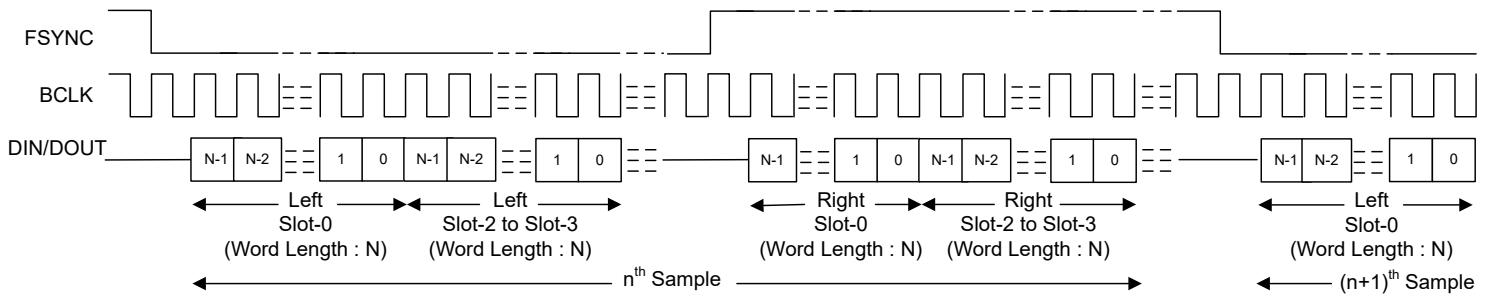 FSYNC
BCLK
DIN/DOUT
N-1 N-2 1 0 N-1 N-2 1 0 N-1 1 0 N-1 N-2 1 0 N-1 N-2 1 0
Left Left Right Right Left
Slot-0 Slot-2 to Slot-3 Slot-0 Slot-2 to Slot-3 Slot-0
(Word Length : N) (Word Length : N) (Word Length : N) (Word Length : N) (Word Length : N)
nth Sample (n+1)th Sample